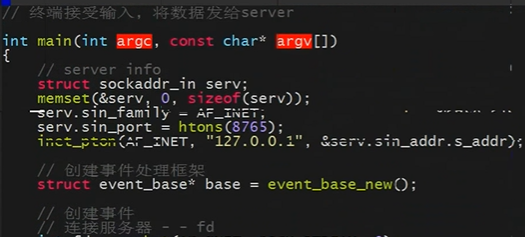 // 终端接受输入，将数据发给server
int main(int argc, const char* argv[])
{
// server info
struct sockaddr_in serv;
memset(&serv, 0, sizeof(serv));
serv.sin_family = AF_INET;
serv.sin_port = htons(8765);
inet_pton(AF_INET, "127.0.0.1", &serv.sin_addr.s_addr);
// 创建事件处理框架
struct event_base* base = event_base_new();
// 创建事件
// 连接服务器 - - fd